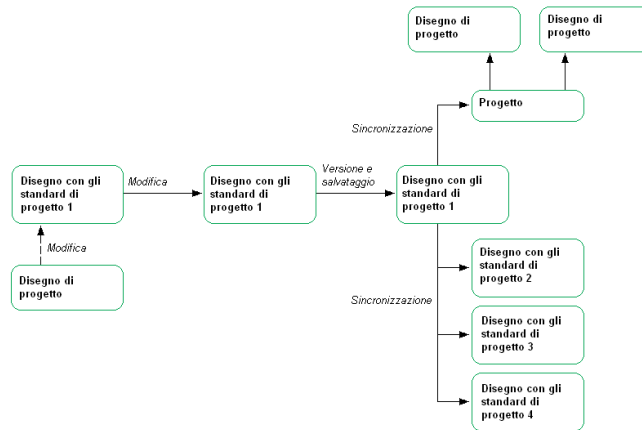 Disegno di
progetto
Disegno di
progetto
Progetto
Sincronizzazione
Disegno con gli
standard di
progetto 1
Modifica
Disegno con gli
standard di
progetto 1
Versione e
salvataggio
Disegno con gli
standard di
progetto 1
Modifica
Disegno di
progetto
Sincronizzazione
Disegno con gli
standard di
progetto 2
Disegno con gli
standard di
progetto 3
Disegno con gli
standard di
progetto 4